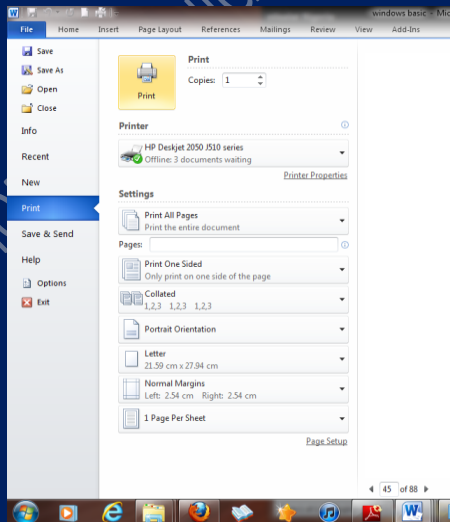 windows basic - Mic
File Home Insert Page Layout References Mailings Review View Add-Ins
Save
Save As
Open
Close
Info
Recent
New
Print
Save & Send
Help
Options
Exit
Print
Print
Copies: 1
Printer
HP Deskjet 2050 J510 series
Offline: 3 documents waiting
Printer Properties
Settings
Print All Pages
Print the entire document
Pages:
Print One Sided
Only print on one side of the page
Collated
1,2,3 1,2,3 1,2,3
Portrait Orientation
Letter
21.59 cm x 27.94 cm
Normal Margins
Left: 2.54 cm Right: 2.54 cm
1 Page Per Sheet
Page Setup
45 of 88